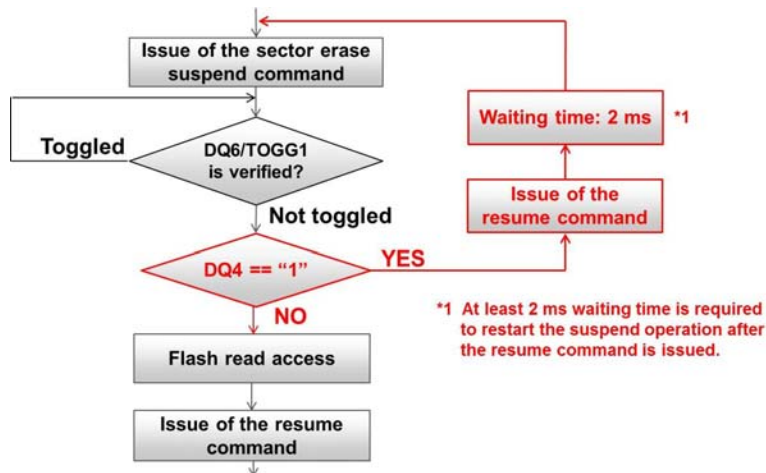 Issue of the sector erase
suspend command
Toggled
DQ6/TOGG1
is verified?
Not toggled
DQ4 == “1”
YES
NO
Flash read access
Issue of the resume
command
Waiting time: 2 ms
*1
Issue of the
resume command
*1 At least 2 ms waiting time is required
to restart the suspend operation after
the resume command is issued.